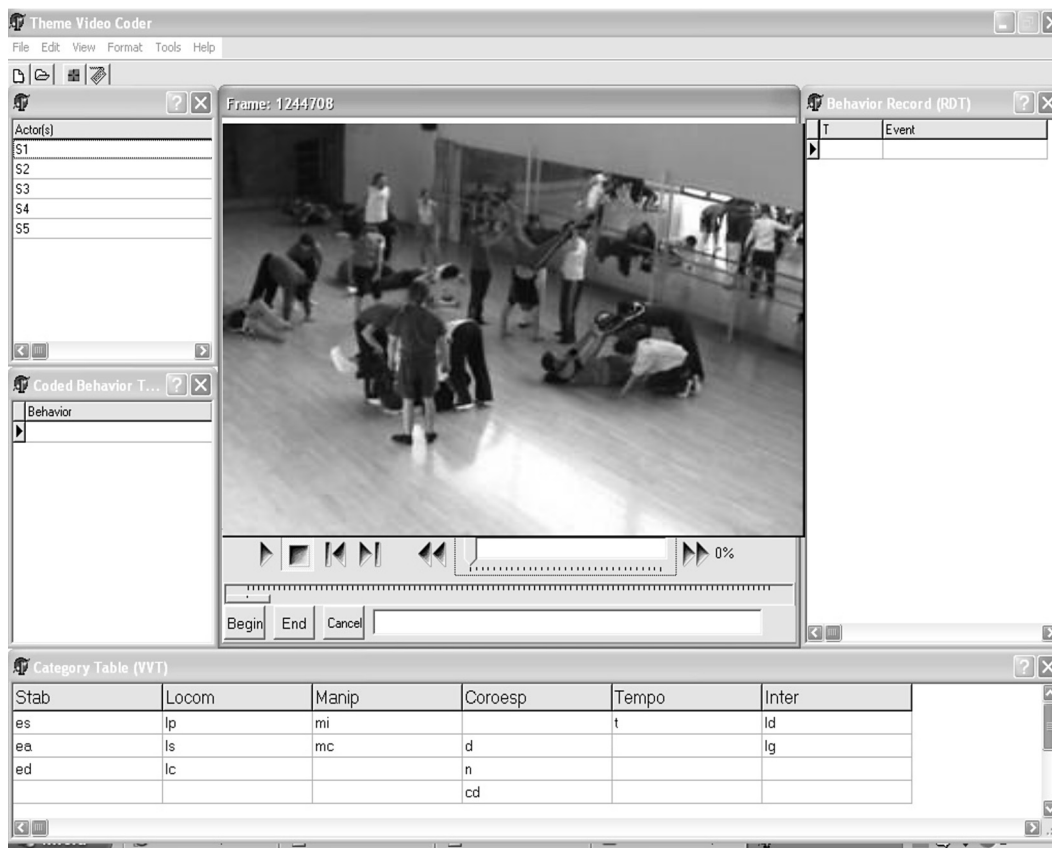 Theme Video Coder
File Edit View Format Tools Help
Frame: 1244708
Behavior Record (RDT)
Actor(s)
T Event
S1
S2
S3
S4
S5
Coded Behavior T...
Behavior
0%
Begin End Cancel
Category Table (VVT)
Stab Locom Manip Coroesp Tempo Inter
es lp mi t ld
ea ls mc d lg
ed lc n
cd